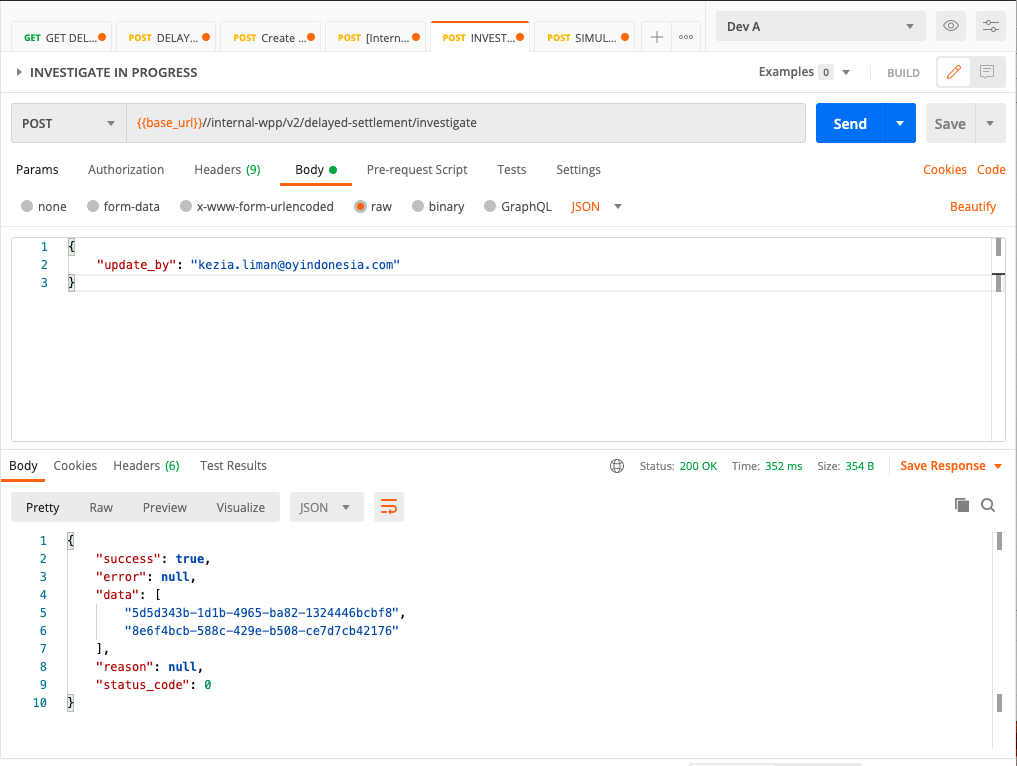 GET GET DEL...
POST DELAY...
POST Create ...
POST [Intern...
POST INVEST...
POST SIMUL...
Dev A
INVESTIGATE IN PROGRESS
Examples 0
BUILD
POST
{{base_url}}//internal-wpp/v2/delayed-settlement/investigate
Send
Save
Params Authorization Headers (9) Body Pre-request Script Tests Settings Cookies Code
none form-data x-www-form-urlencoded raw binary GraphQL JSON Beautify
1 {
2 "update_by": "kezia.liman@oyindonesia.com"
3 }
Body Cookies Headers (6) Test Results Status: 200 OK Time: 352 ms Size: 354 B Save Response
Pretty Raw Preview Visualize JSON
1 {
2 "success": true,
3 "error": null,
4 "data": [
5 "5d5d343b-1d1b-4965-ba82-1324446bcbf8",
6 "8e6f4bcb-588c-429e-b508-ce7d7cb42176"
7 ],
8 "reason": null,
9 "status_code": 0
10 }